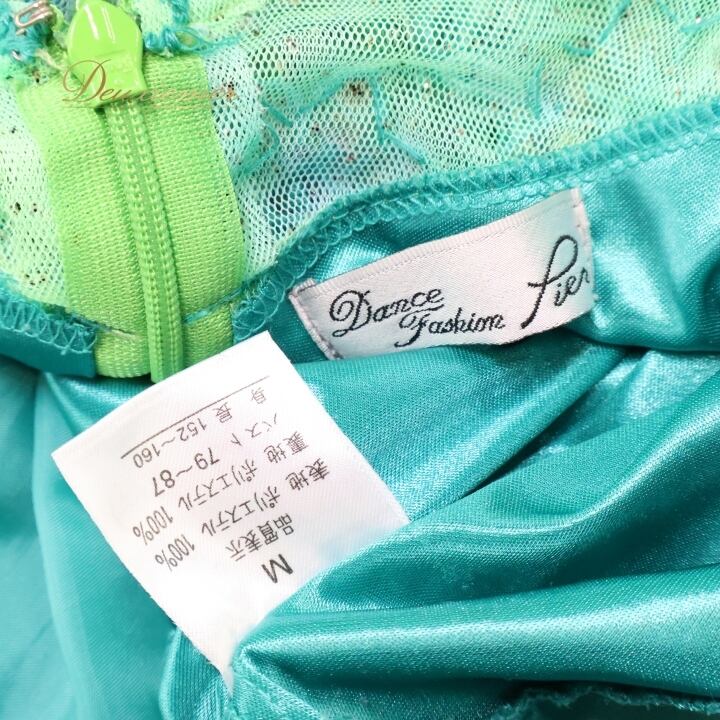 Dance
Fashion
Pier
M
品質表示
表地 ポリエステル 100%
裏地 ポリエステル 100%
バスト 79~87
身長 152~160